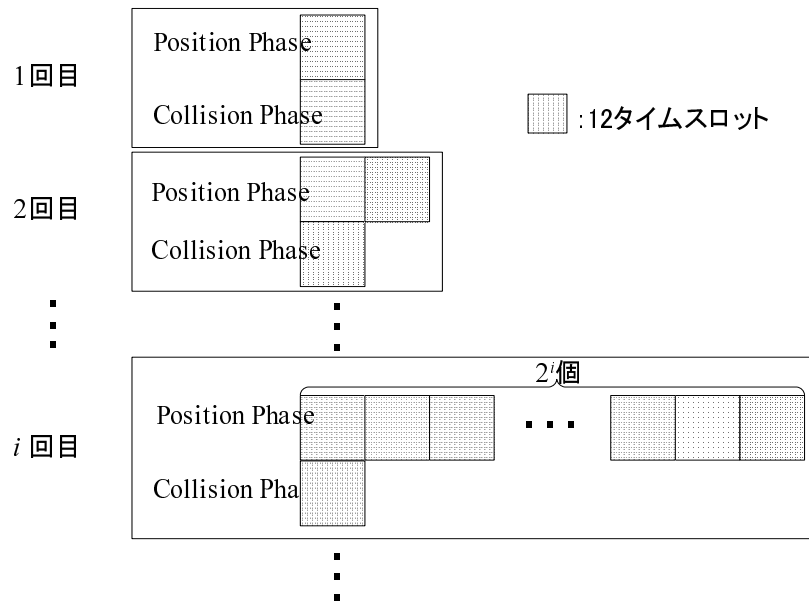 1回目
Position Phase
Collision Phase
:12タイムスロット
2回目
Position Phase
Collision Phase
i 回目
2^i個
Position Phase
Collision Pha